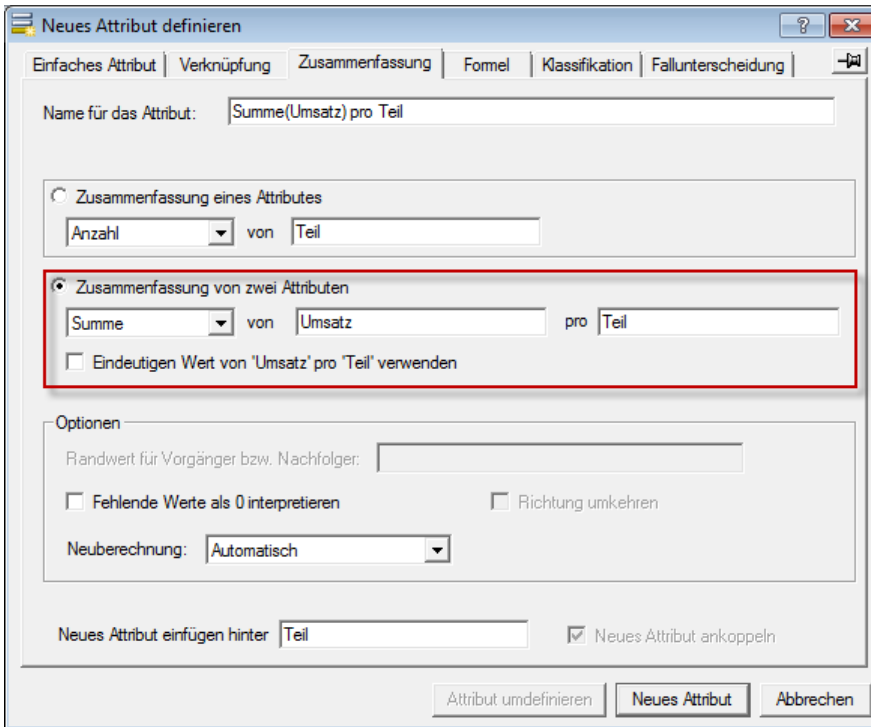 Neues Attribut definieren
Einfaches Attribut Verknüpfung Zusammenfassung Formel Klassifikation Fallunterscheidung
Name für das Attribut: Summe(Umsatz) pro Teil
Zusammenfassung eines Attributes
Anzahl von Teil
Zusammenfassung von zwei Attributen
Summe von Umsatz pro Teil
Eindeutigen Wert von 'Umsatz' pro 'Teil' verwenden
Optionen
Randwert für Vorgänger bzw. Nachfolger:
Fehlende Werte als 0 interpretieren Richtung umkehren
Neuberechnung: Automatisch
Neues Attribut einfügen hinter Teil Neues Attribut ankoppeln
Attribut umdefinieren Neues Attribut Abbrechen